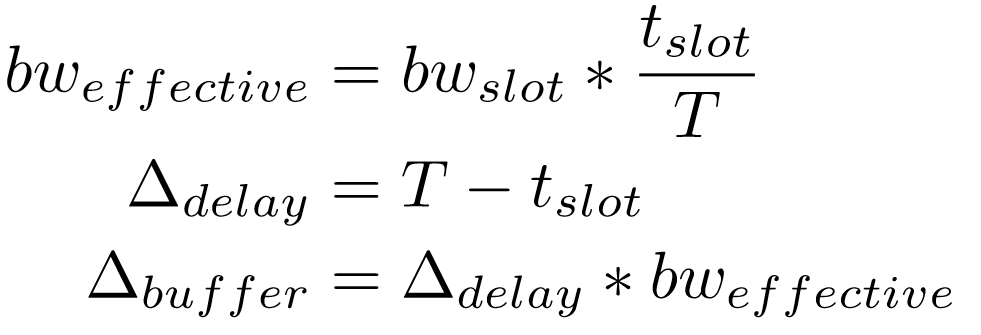 bw_{effective} = bw_{slot} * \frac{t_{slot}}{T}
\Delta_{delay} = T - t_{slot}
\Delta_{buffer} = \Delta_{delay} * bw_{effective}